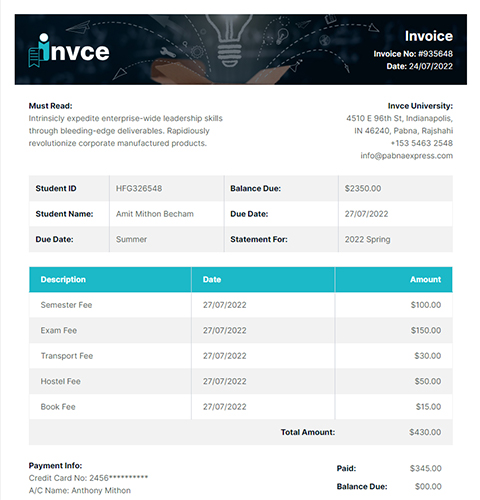 invce
Invoice
Invoice No: #935648
Date: 24/07/2022
Must Read:
Intrinsicly expedite enterprise-wide leadership skills
through bleeding-edge deliverables. Rapidiously
revolutionize corporate manufactured products.
Invce University:
4510 E 96th St, Indianapolis,
IN 46240, Pabna, Rajshahi
+153 5463 2548
info@pabnaexpress.com
Student ID HFG326548 Balance Due: $2350.00
Student Name: Amit Mithon Becham Due Date: 27/07/2022
Due Date: Summer Statement For: 2022 Spring
Description Date Amount
Semester Fee 27/07/2022 $100.00
Exam Fee 27/07/2022 $150.00
Transport Fee 27/07/2022 $30.00
Hostel Fee 27/07/2022 $50.00
Book Fee 27/07/2022 $15.00
Total Amount: $430.00
Payment Info:
Credit Card No: 2456**********
A/C Name: Anthony Mithon
Paid: $345.00
Balance Due: $00.00